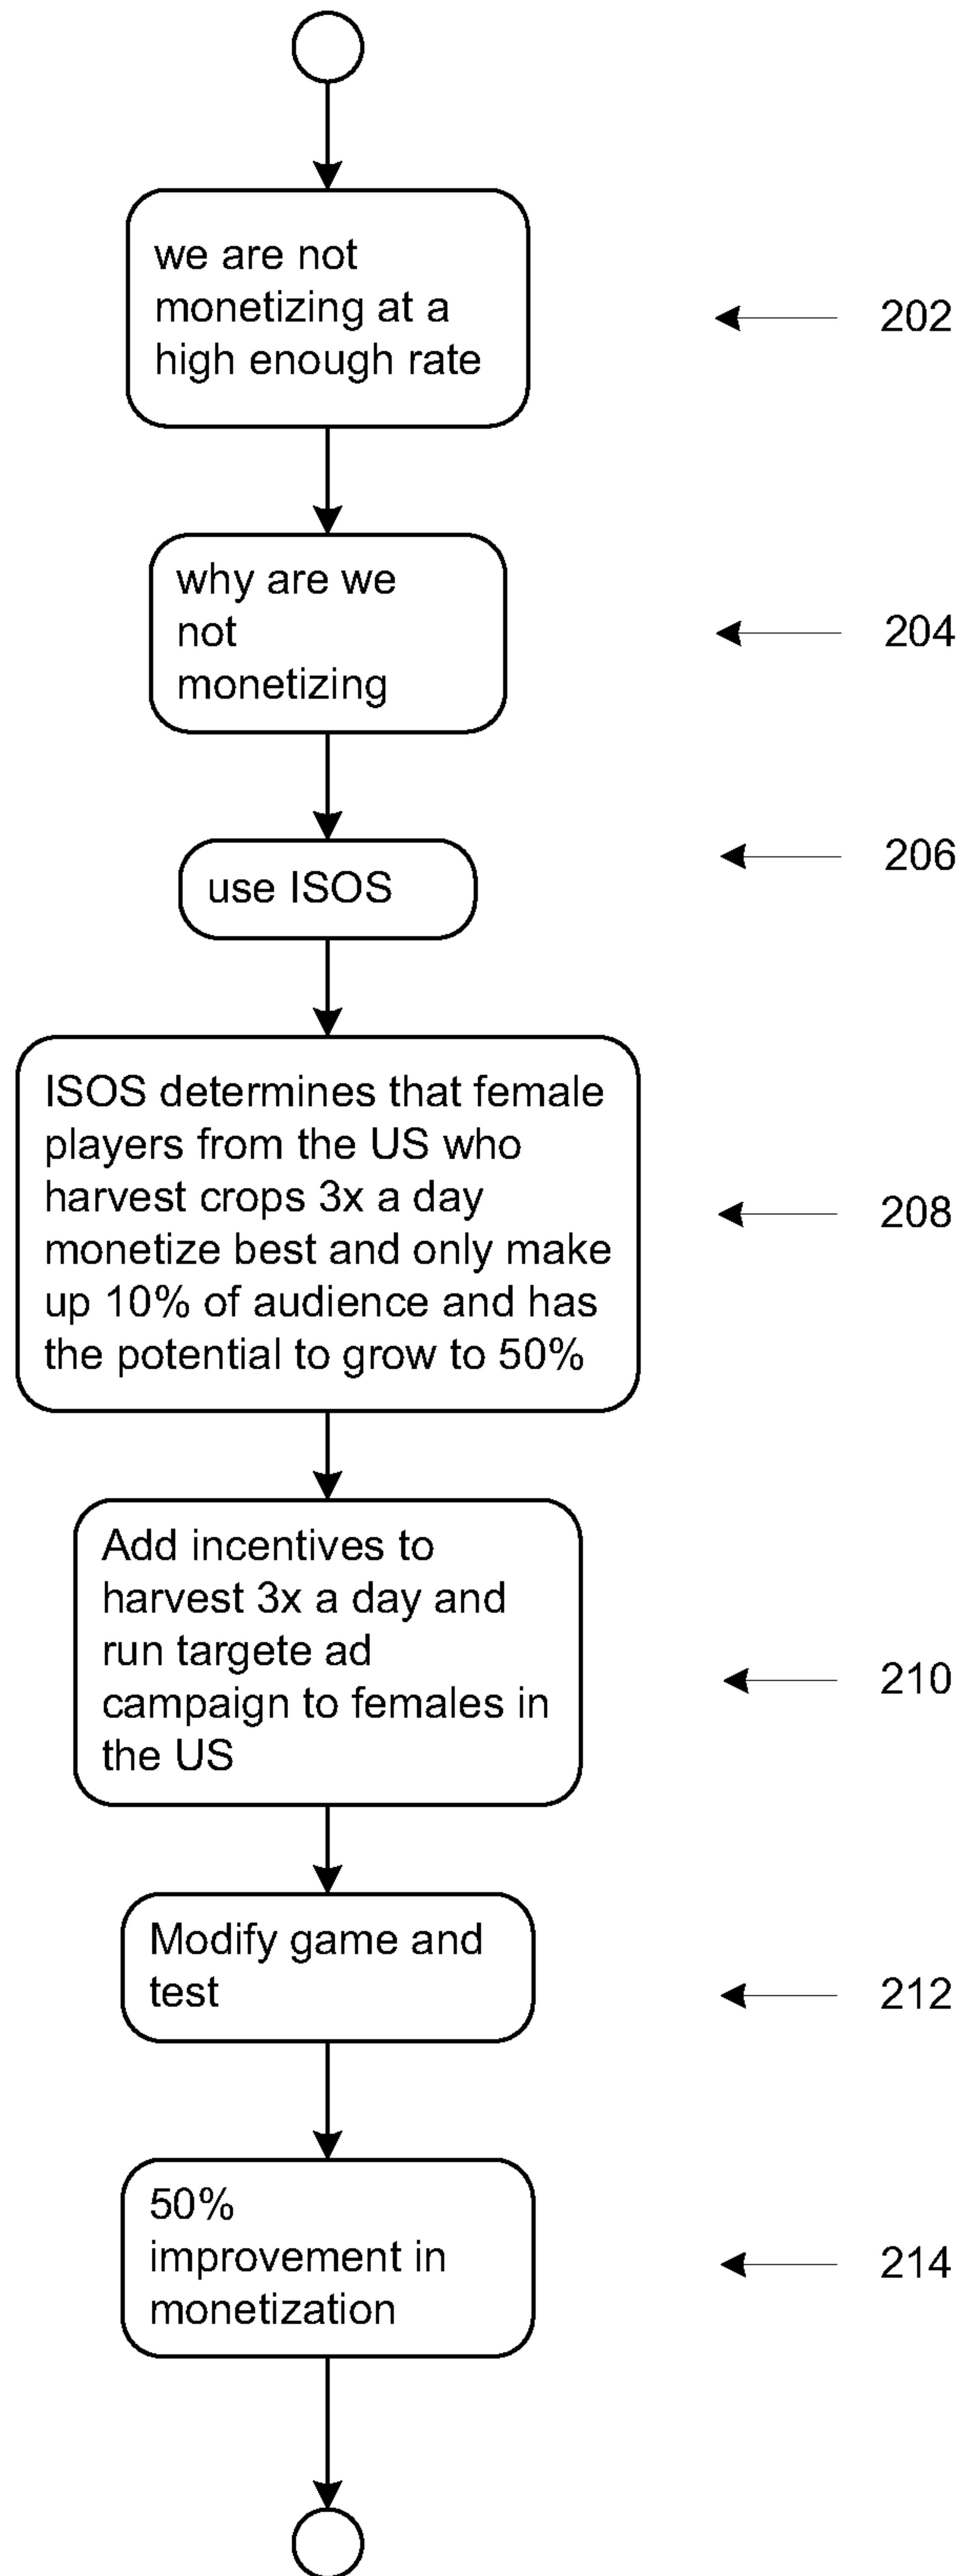 we are not
monetizing at a
high enough rate
202
why are we
not
monetizing
204
206
use ISOS
ISOS determines that female
players from the US who
harvest crops 3x a day
monetize best and only make
up 10% of audience and has
the potential to grow to 50%
208
Add incentives to
harvest 3x a day and
run targete ad
campaign to females in
the US
210
Modify game and
test
212
50%
improvement in
monetization
214